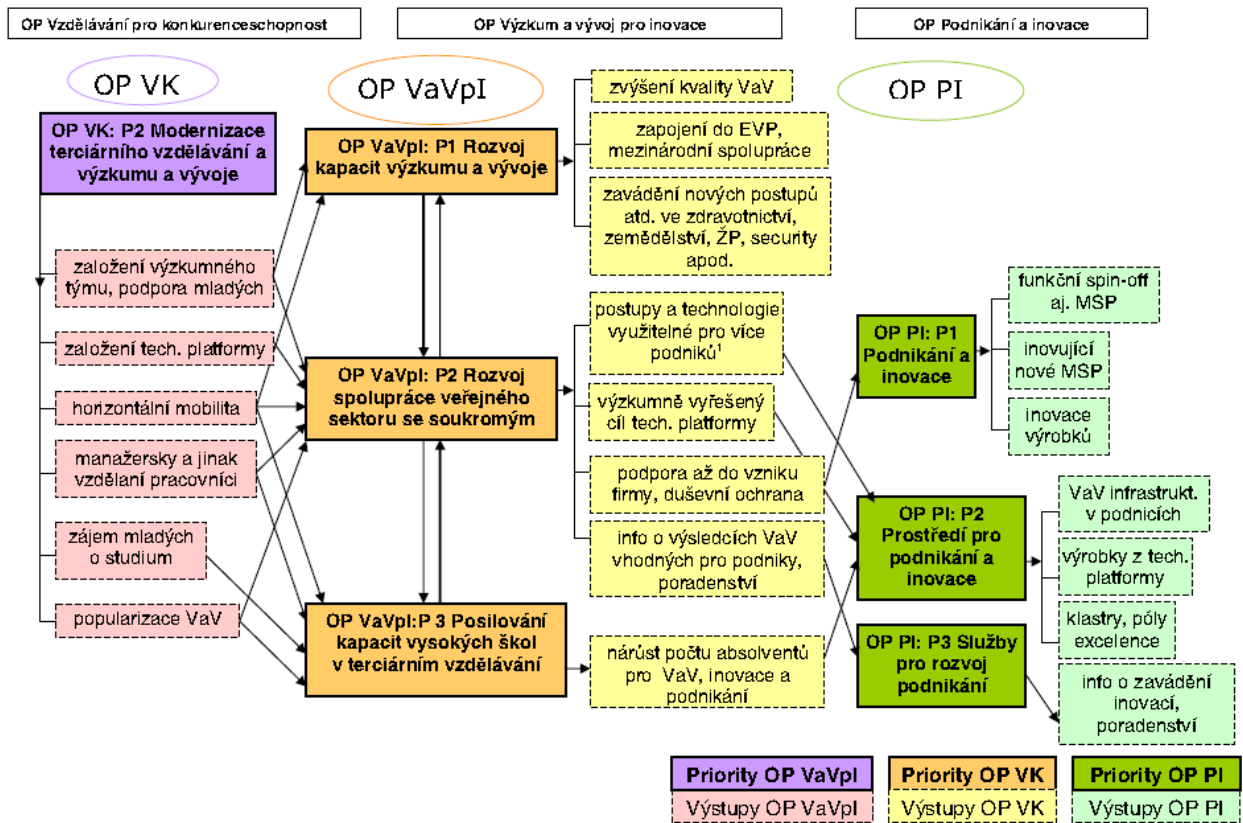 OP Vzdělávání pro konkurenceschopnost
OP Výzkum a vývoj pro inovace
OP Podnikání a inovace
OP VK
OP VaVpI
OP PI
OP VK: P2 Modernizace
terciárního vzdělávání a
výzkumu a vývoje
založení výzkumného
týmu, podpora mladých
založení tech. platformy
horizontální mobilita
manažersky a jinak
vzdělaní pracovníci
zájem mladých
o studium
popularizace VaV
OP VaVpI: P1 Rozvoj
kapacit výzkumu a vývoje
OP VaVpI: P2 Rozvoj
spolupráce veřejného
sektoru se soukromým
OP VaVpI:P 3 Posilování
kapacit vysokých škol
v terciárním vzdělávání
zvýšení kvality VaV
zapojení do EVP,
mezinárodní spolupráce
zavádění nových postupů
atd. ve zdravotnictví,
zemědělství, ŽP, security
apod.
postupy a technologie
využitelné pro více
podniků¹
výzkumně vyřešený
cíl tech. platformy
podpora až do vzniku
firmy, duševní ochrana
info o výsledcích VaV
vhodných pro podniky,
poradenství
nárůst počtu absolventů
pro VaV, inovace a
podnikání
OP PI: P1
Podnikání a
inovace
OP PI: P2
Prostředí pro
podnikání a
inovace
OP PI: P3 Služby
pro rozvoj
podnikání
funkční spin-off
aj. MSP
inovující
nové MSP
inovace
výrobků
VaV infrastrukt.
v podnicích
výrobky z tech.
platformy
klastry, póly
excelence
info o zavádění
inovací,
poradenství
Priority OP VaVpI
Výstupy OP VaVpI
Priority OP VK
Výstupy OP VK
Priority OP PI
Výstupy OP PI